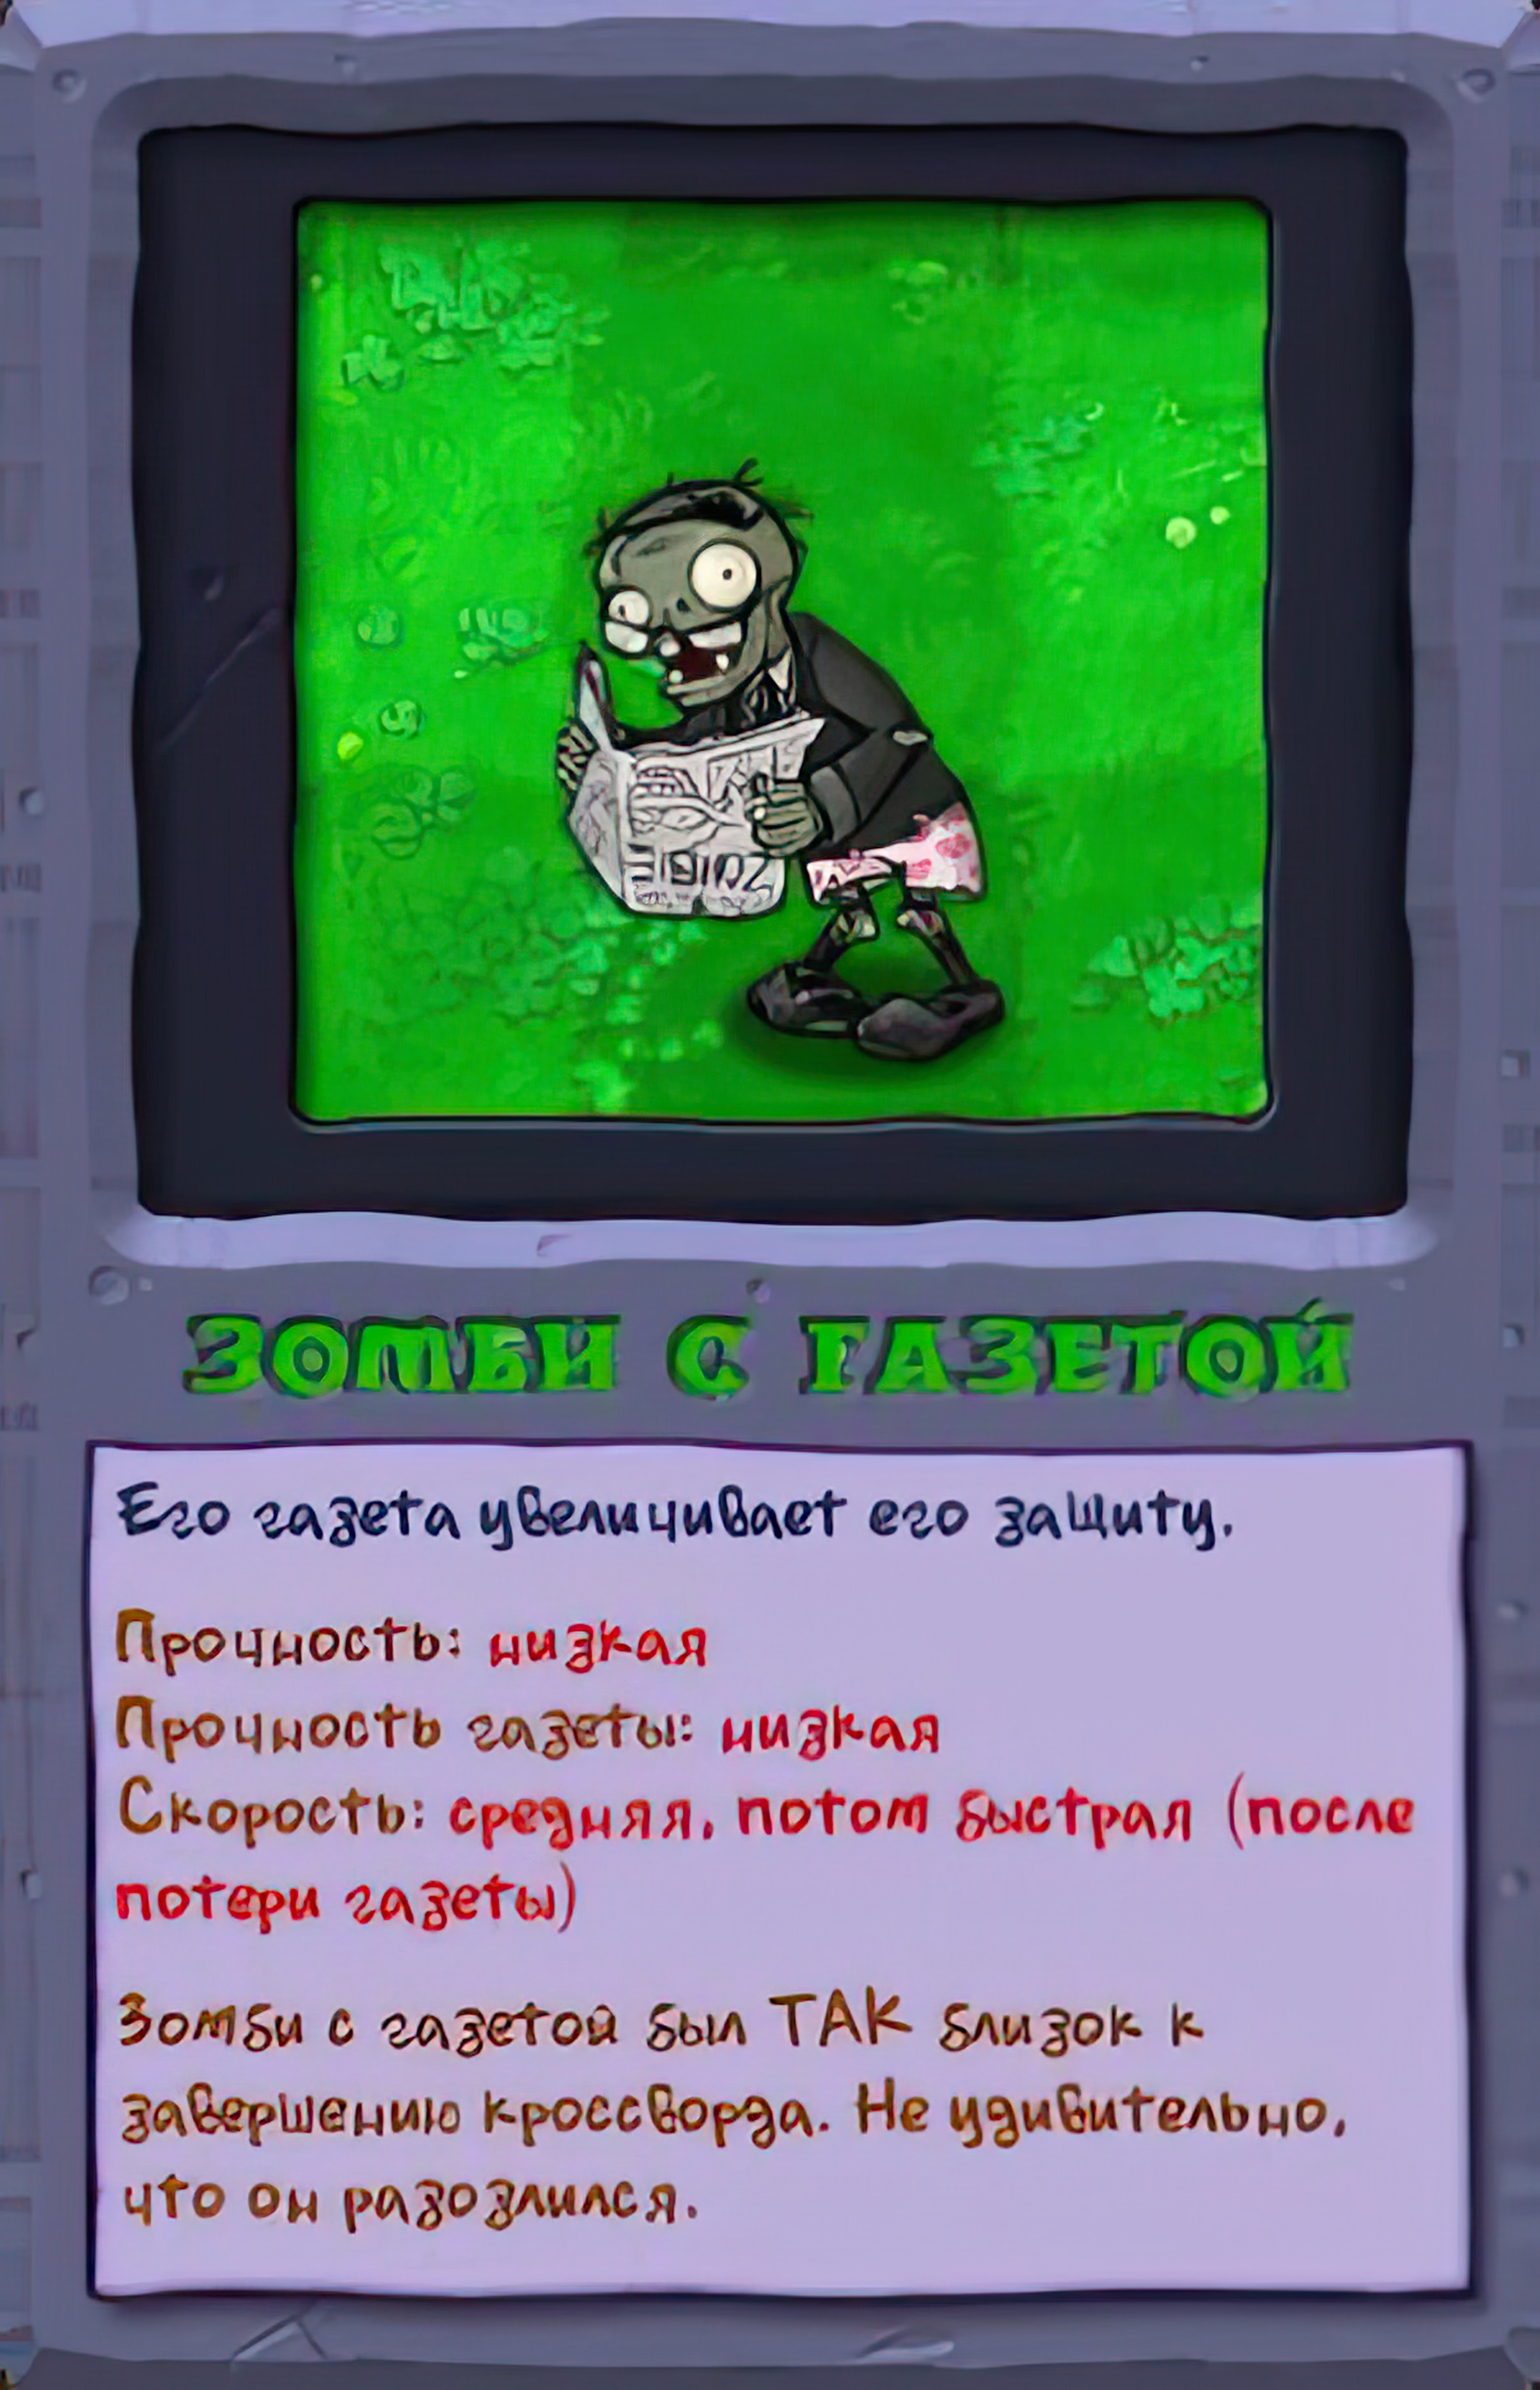 ЗОМБИ С ГАЗЕТОЙ
Его газета увеличивает его защиту.
Прочность: низкая
Прочность газеты: низкая
Скорость: средняя, потом быстрая (после
потери газеты)
Зомби с газетой был ТАК близок к
завершению кроссворда. Не удивительно,
что он разозлился.